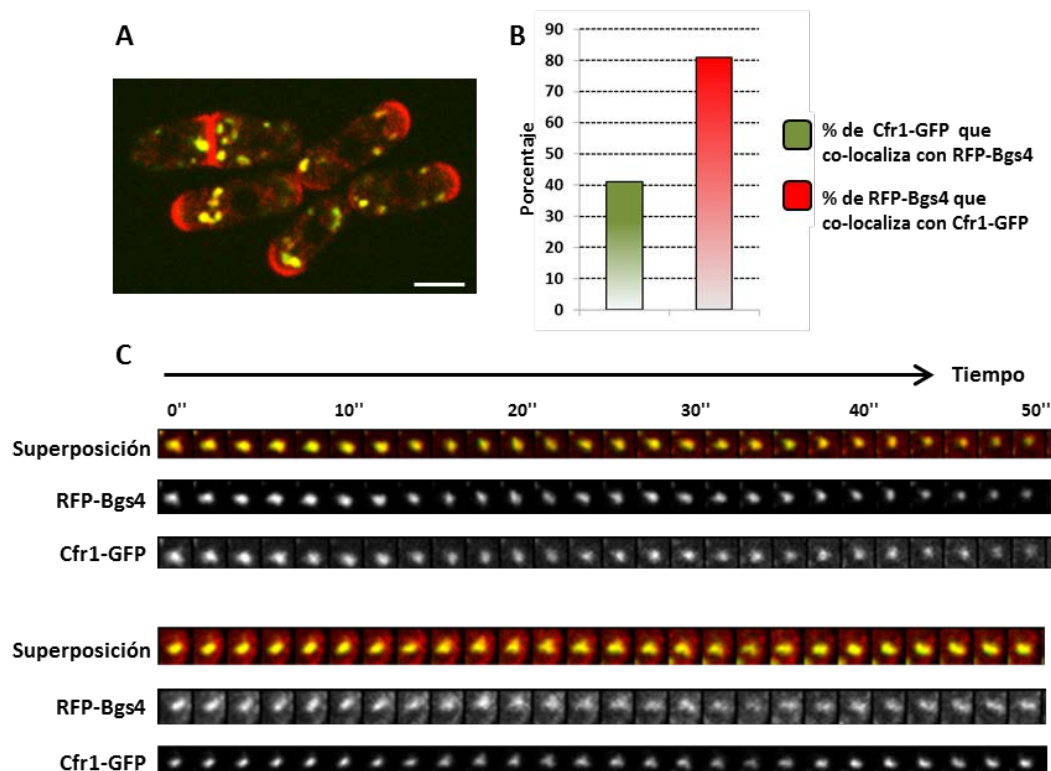 A
B
90
80
70
60
50
40
30
20
10
0
Porcentaje
% de Cfr1-GFP que
co-localiza con RFP-Bgs4
% de RFP-Bgs4 que
co-localiza con Cfr1-GFP
C
Tiempo
0'' 10'' 20'' 30'' 40'' 50''
Superposición
RFP-Bgs4
Cfr1-GFP
Superposición
RFP-Bgs4
Cfr1-GFP